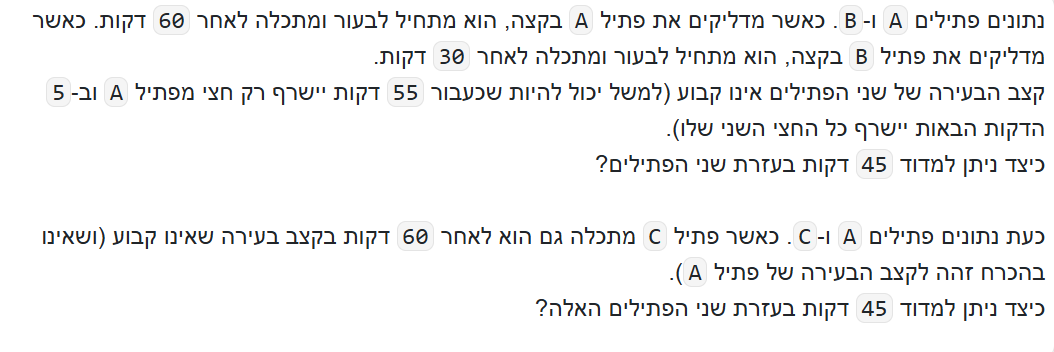 נתונים פתילים A ו-B. כאשר מדליקים את פתיל A בקצה, הוא מתחיל לבעור ומתכלה לאחר 60 דקות. כאשר
מדליקים את פתיל B בקצה, הוא מתחיל לבעור ומתכלה לאחר 30 דקות.
קצב הבעירה של שני הפתילים אינו קבוע (למשל יכול להיות שכעבור 55 דקות יישרף רק חצי מפתיל A וב-5
הדקות הבאות יישרף כל החצי השני שלו).
כיצד ניתן למדוד 45 דקות בעזרת שני הפתילים?
כעת נתונים פתילים A ו-C. כאשר פתיל C מתכלה גם הוא לאחר 60 דקות בקצב בעירה שאינו קבוע (ושאינו
בהכרח זהה לקצב הבעירה של פתיל A).
כיצד ניתן למדוד 45 דקות בעזרת שני הפתילים האלה?